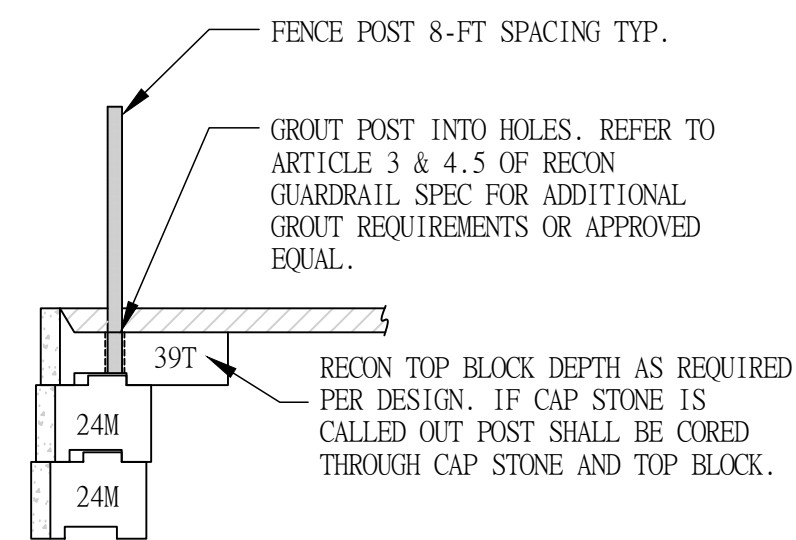 FENCE POST 8-FT SPACING TYP.
GROUT POST INTO HOLES. REFER TO
ARTICLE 3 & 4.5 OF RECON
GUARDRAIL SPEC FOR ADDITIONAL
GROUT REQUIREMENTS OR APPROVED
EQUAL.
39T
RECON TOP BLOCK DEPTH AS REQUIRED
PER DESIGN. IF CAP STONE IS
CALLED OUT POST SHALL BE CORED
THROUGH CAP STONE AND TOP BLOCK.
24M
24M